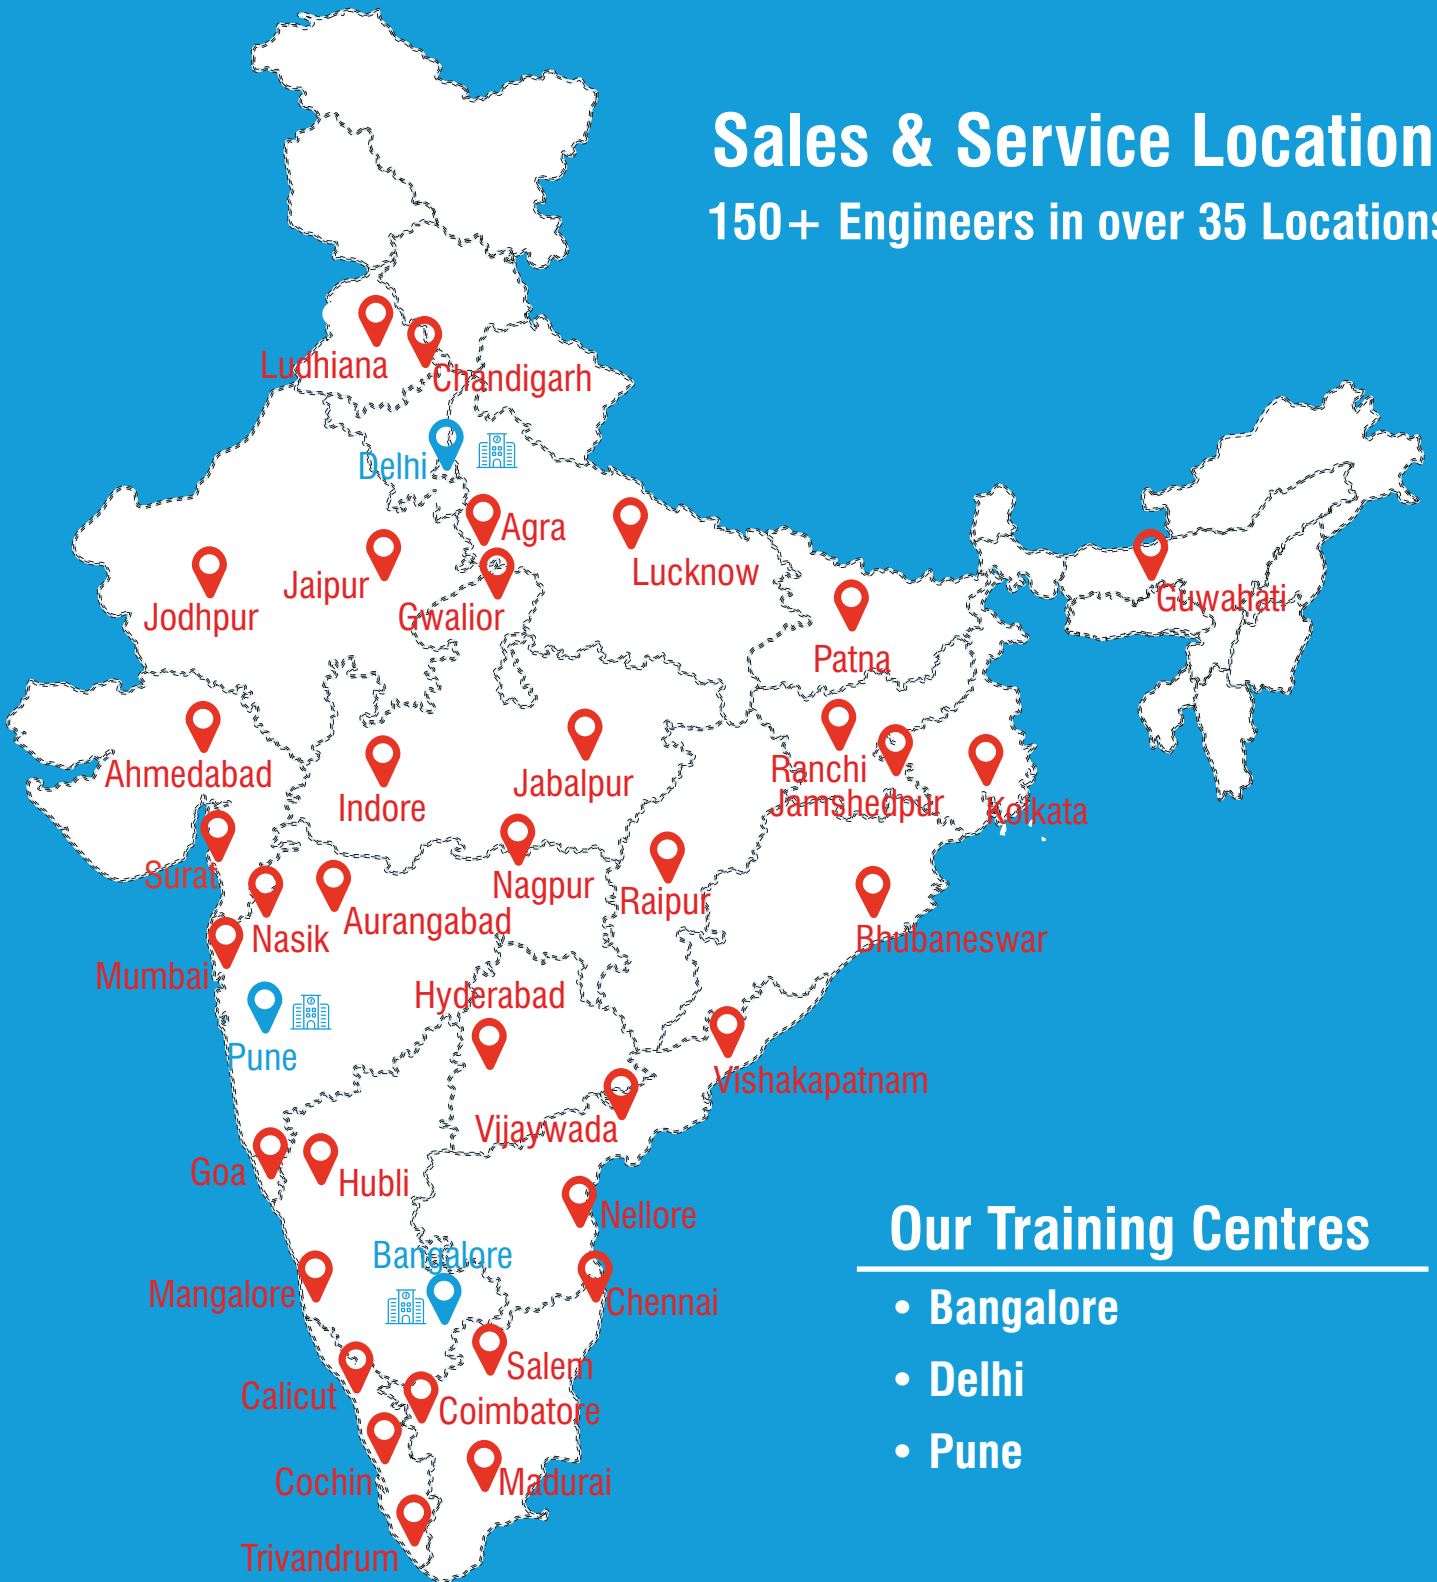 Sales & Service Location
150+ Engineers in over 35 Locations
Ludhiana
Chandigarh
Delhi
Agra
Lucknow
Jaipur
Jodhpur
Gwalior
Guwahati
Patna
Ahmedabad
Indore
Jabalpur
Ranchi
Jamshedpur
Kolkata
Surat
Nagpur
Raipur
Aurangabad
Nasik
Bhubaneswar
Mumbai
Hyderabad
Pune
Vishakapatnam
Vijaywada
Goa
Hubli
Nellore
Bangalore
Mangalore
Chennai
Salem
Calicut
Coimbatore
Cochin
Madurai
Trivandrum
Our Training Centres
• Bangalore
• Delhi
• Pune